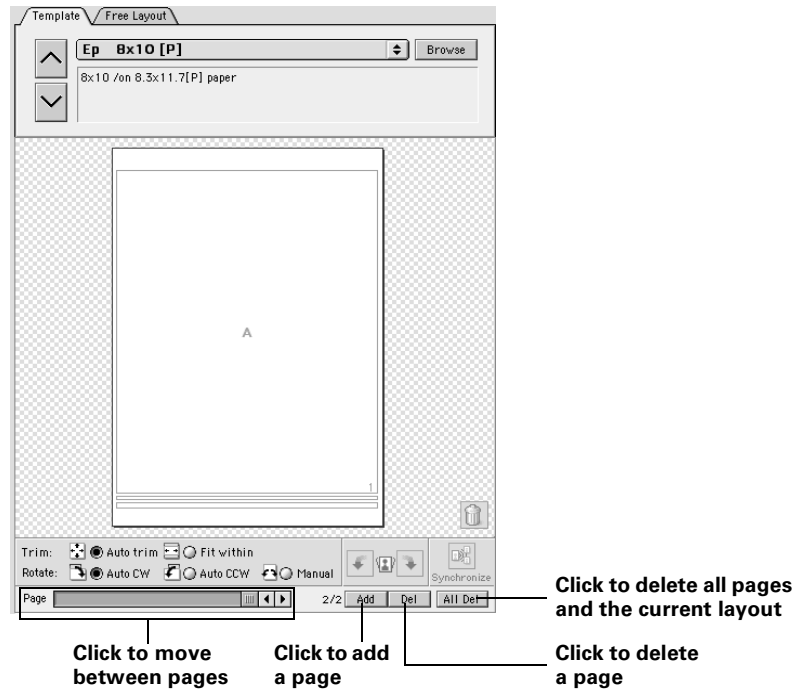 Template Free Layout
Ep 8x10 [P] Browse
8x10 /on 8.3x11.7[P] paper
A
1
Trim: Auto trim Fit within
Rotate: Auto CW Auto CCW Manual
Synchronize
Page 2/2 Add Del All Del
Click to delete all pages
and the current layout
Click to move
between pages
Click to add
a page
Click to delete
a page